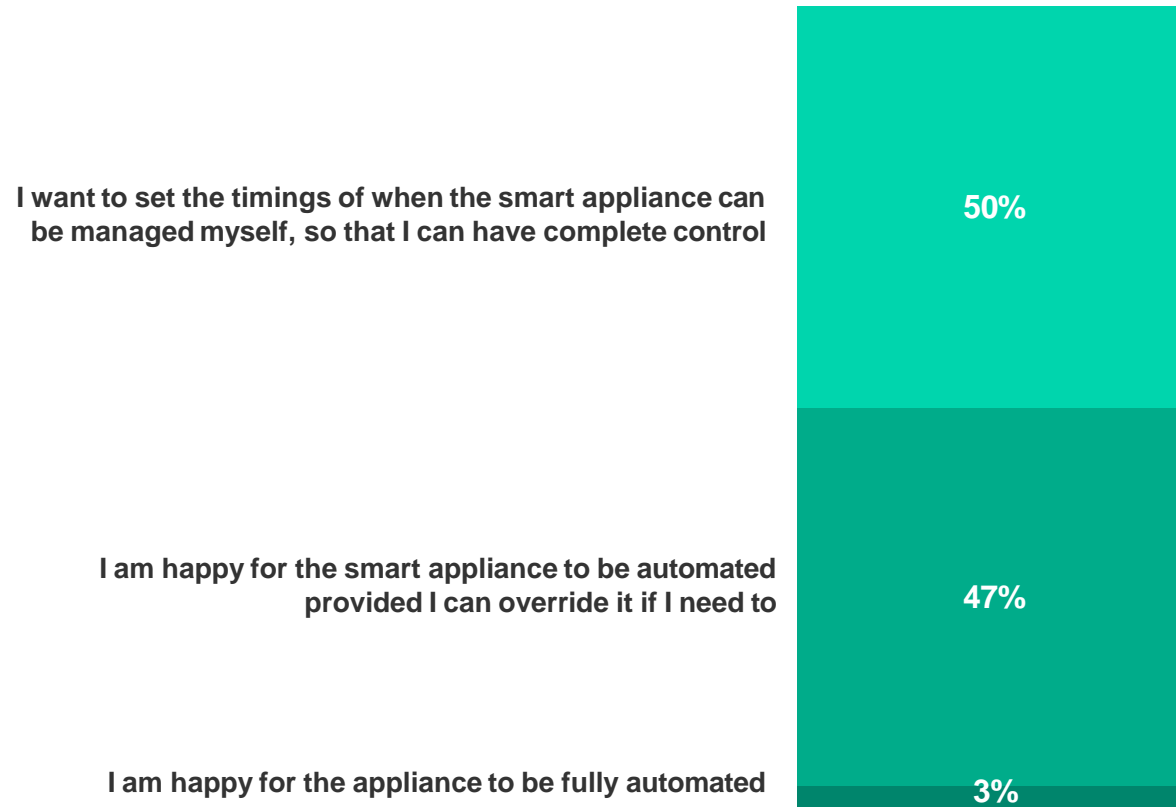 I want to set the timings of when the smart appliance can
be managed myself, so that I can have complete control
50%
I am happy for the smart appliance to be automated
provided I can override it if I need to
47%
I am happy for the appliance to be fully automated
3%